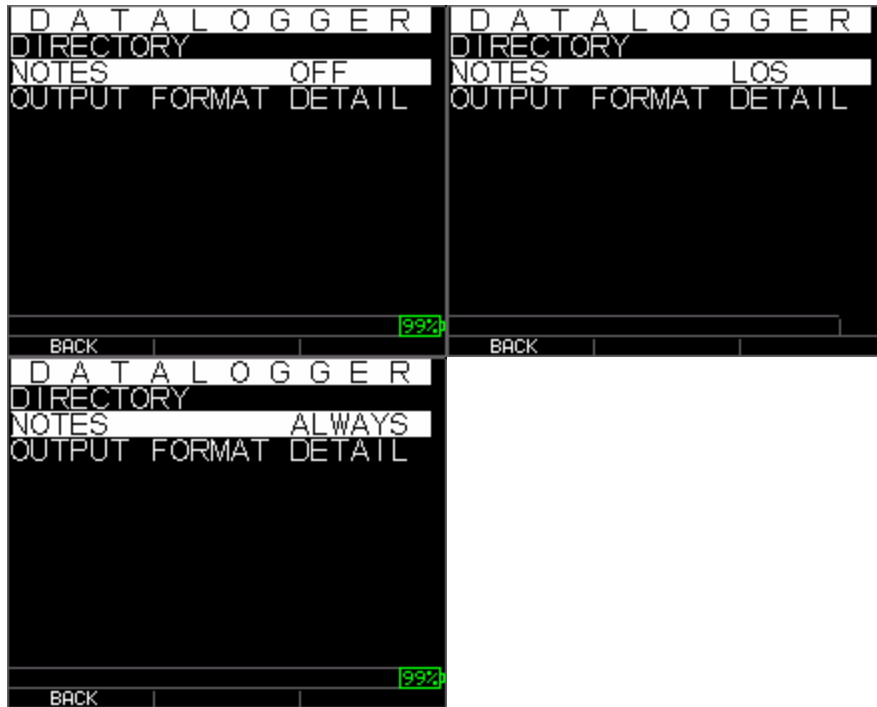 D A T A L O G G E R
DIRECTORY
NOTES OFF
OUTPUT FORMAT DETAIL
99%
BACK
D A T A L O G G E R
DIRECTORY
NOTES LOS
OUTPUT FORMAT DETAIL
BACK
D A T A L O G G E R
DIRECTORY
NOTES ALWAYS
OUTPUT FORMAT DETAIL
99%
BACK